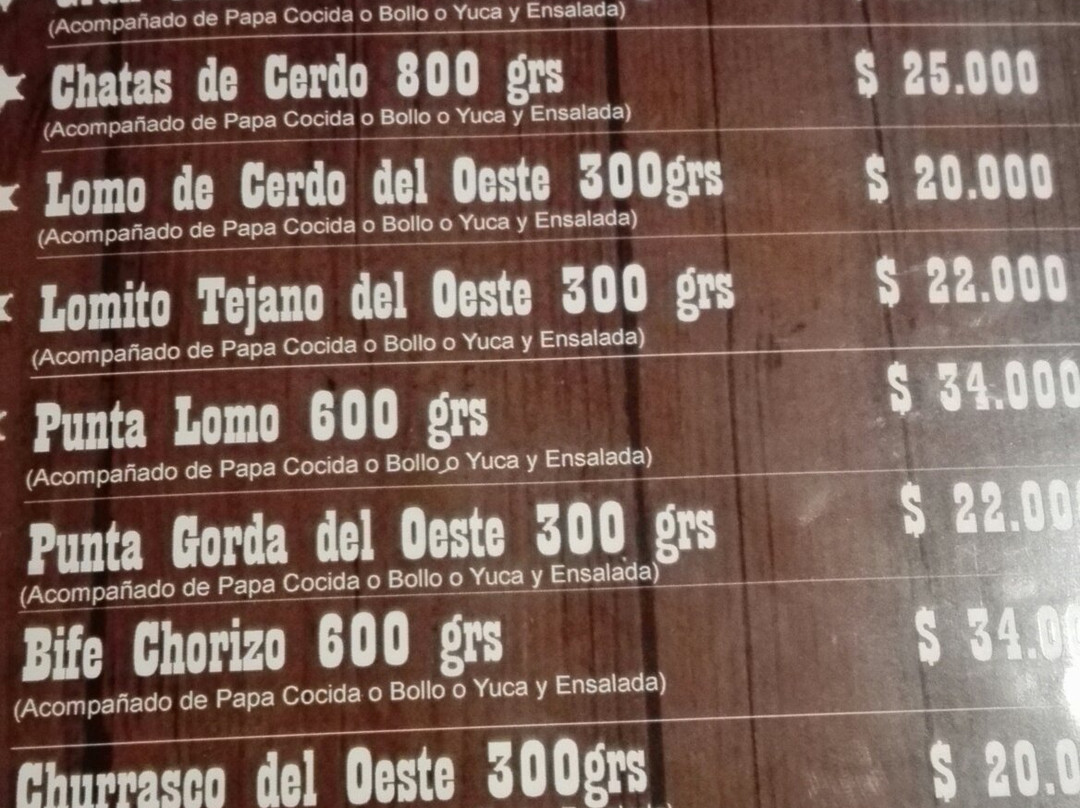 (Acompañado de Papa Cocida o Bollo o Yuca y Ensalada)
Chatas de Cerdo 800 grs $ 25.000
(Acompañado de Papa Cocida o Bollo o Yuca y Ensalada)
Lomo de Cerdo del Oeste 300grs $ 20.000
(Acompañado de Papa Cocida o Bollo o Yuca y Ensalada)
Lomito Tejano del Oeste 300 grs $ 22.000
(Acompañado de Papa Cocida o Bollo o Yuca y Ensalada)
Punta Lomo 600 grs $ 34.000
(Acompañado de Papa Cocida o Bollo o Yuca y Ensalada)
Punta Gorda del Oeste 300 grs $ 22.00
(Acompañado de Papa Cocida o Bollo o Yuca y Ensalada)
Bife Chorizo 600 grs $ 34.0
(Acompañado de Papa Cocida o Bollo o Yuca y Ensalada)
Churrasco del Oeste 300grs $ 20.0